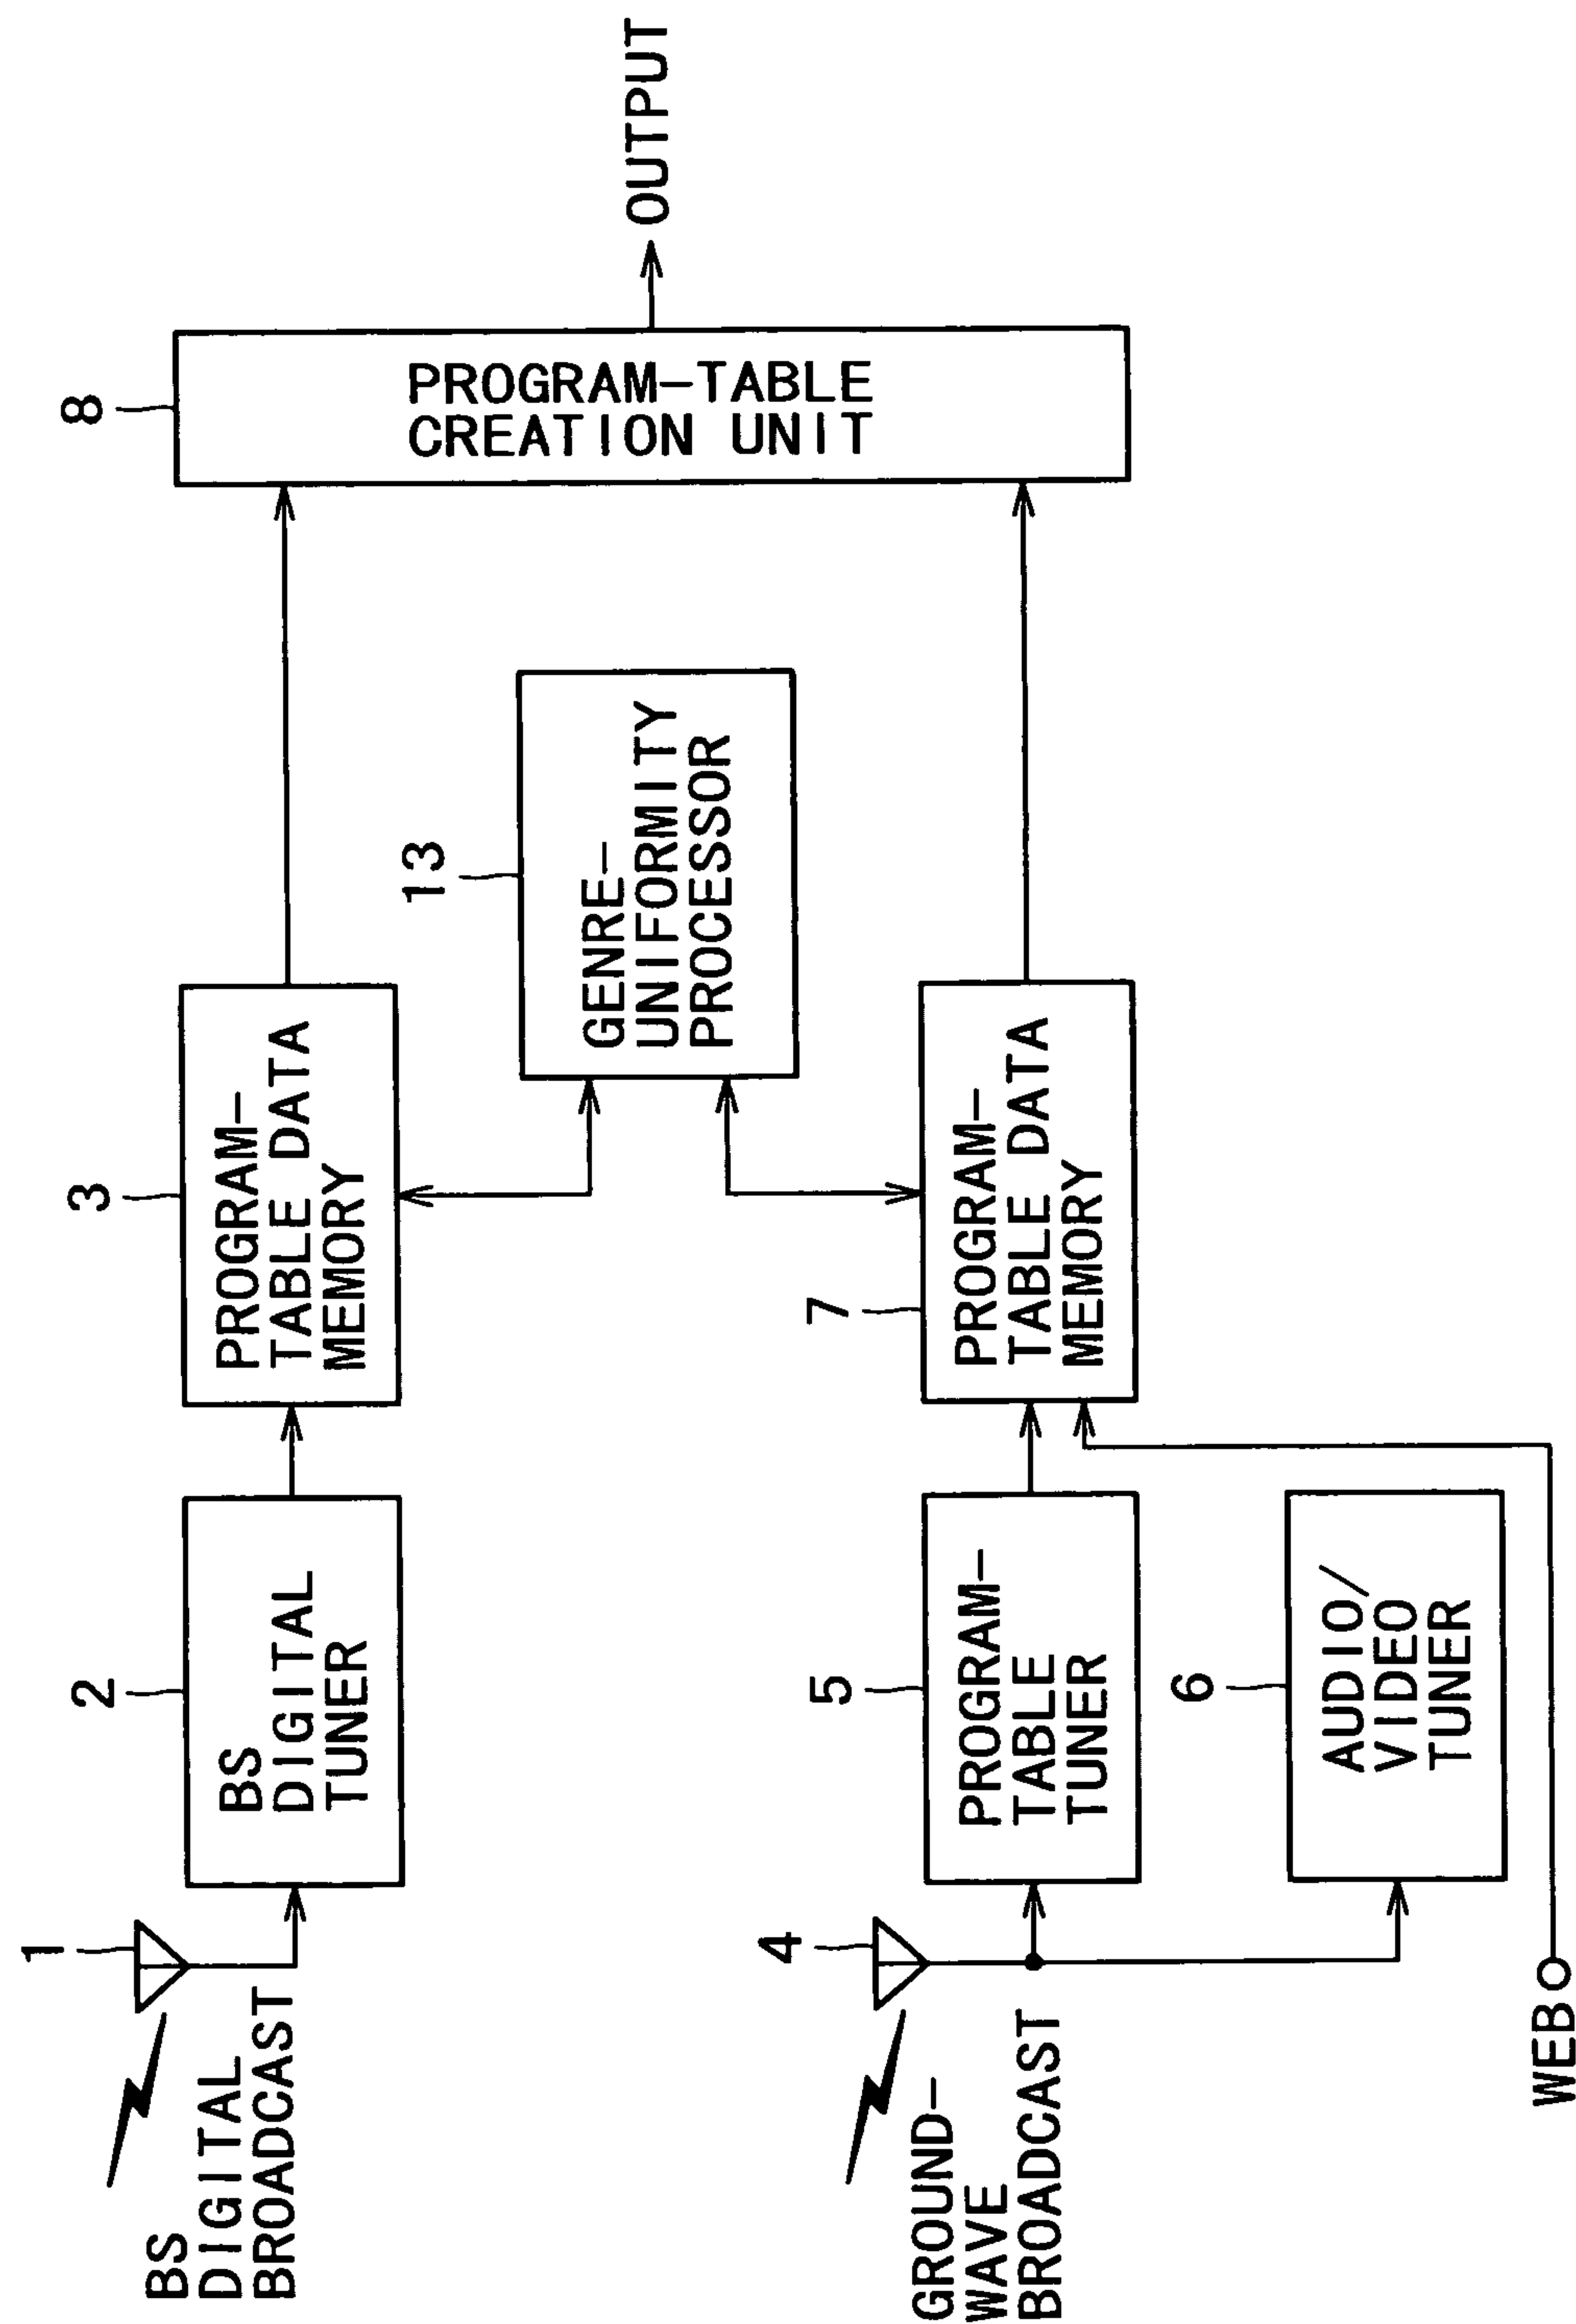 BS
DIGITAL
BROADCAST
1
2
BS
DIGITAL
TUNER
3
PROGRAM-
TABLE DATA
MEMORY
13
GENRE-
UNIFORMITY
PROCESSOR
8
PROGRAM-TABLE
CREATION UNIT
OUTPUT
GROUND-
WAVE
BROADCAST
4
5
PROGRAM-
TABLE
TUNER
7
PROGRAM-
TABLE DATA
MEMORY
6
AUDIO/
VIDEO
TUNER
WEB